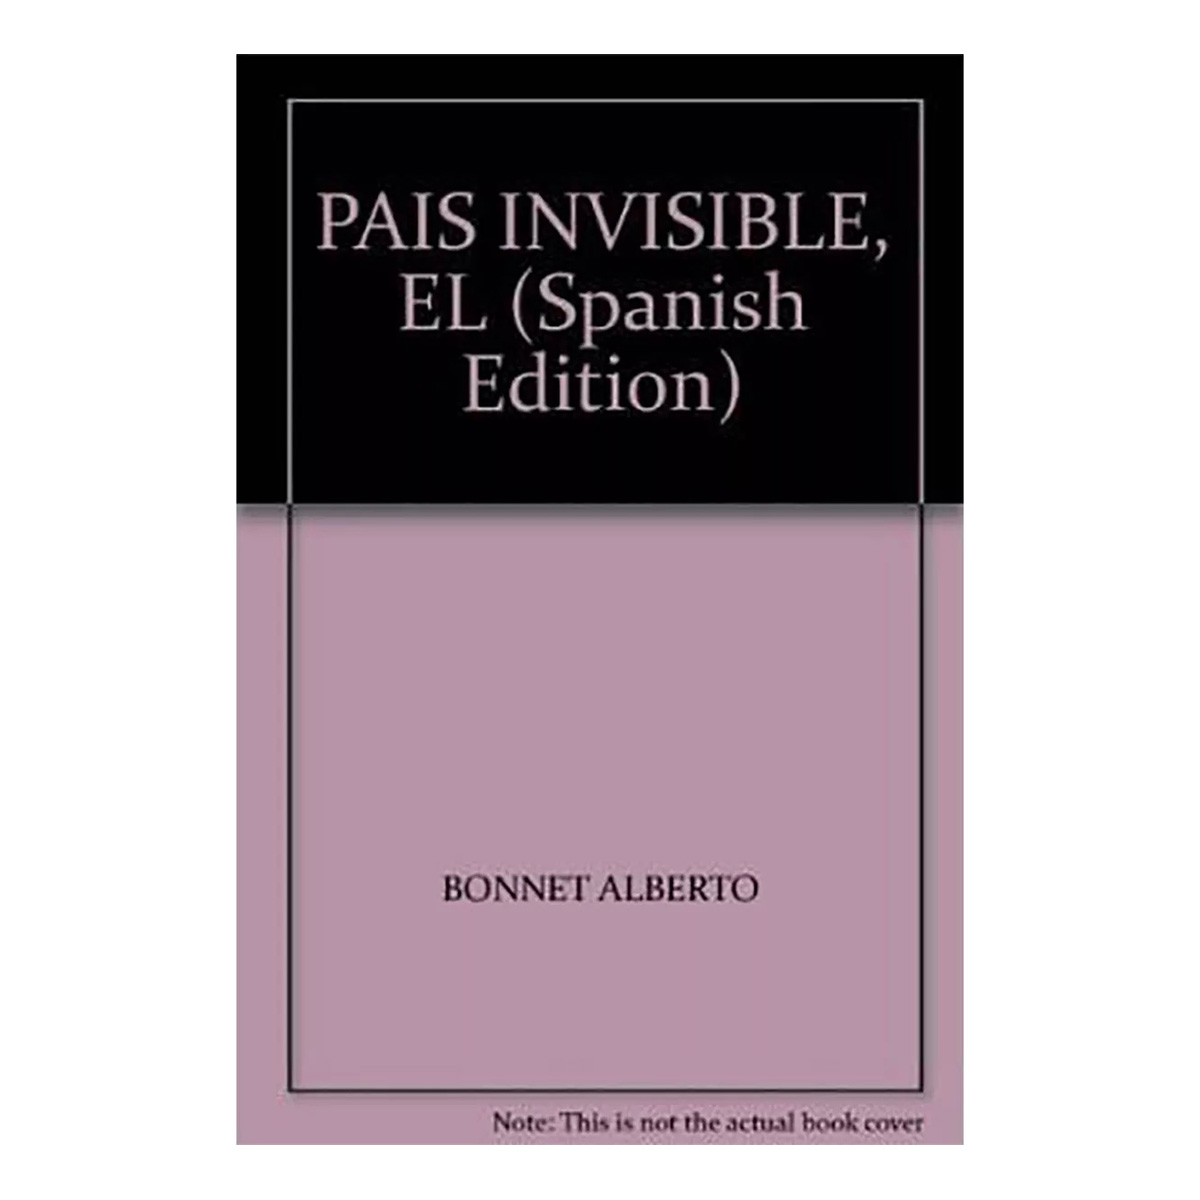 PAIS INVISIBLE,
EL (Spanish
Edition)
BONNET ALBERTO
Note: This is not the actual book cover